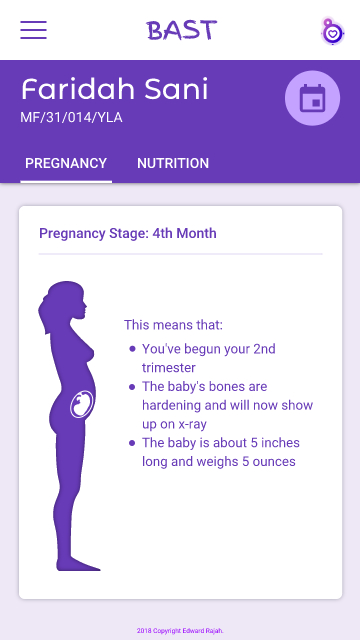 BAST
Faridah Sani
MF/31/014/YLA
PREGNANCY NUTRITION
Pregnancy Stage: 4th Month
This means that:
You've begun your 2nd
trimester
The baby's bones are
hardening and will now show
up on x-ray
The baby is about 5 inches
long and weighs 5 ounces
2018 Copyright Edward Rajah.